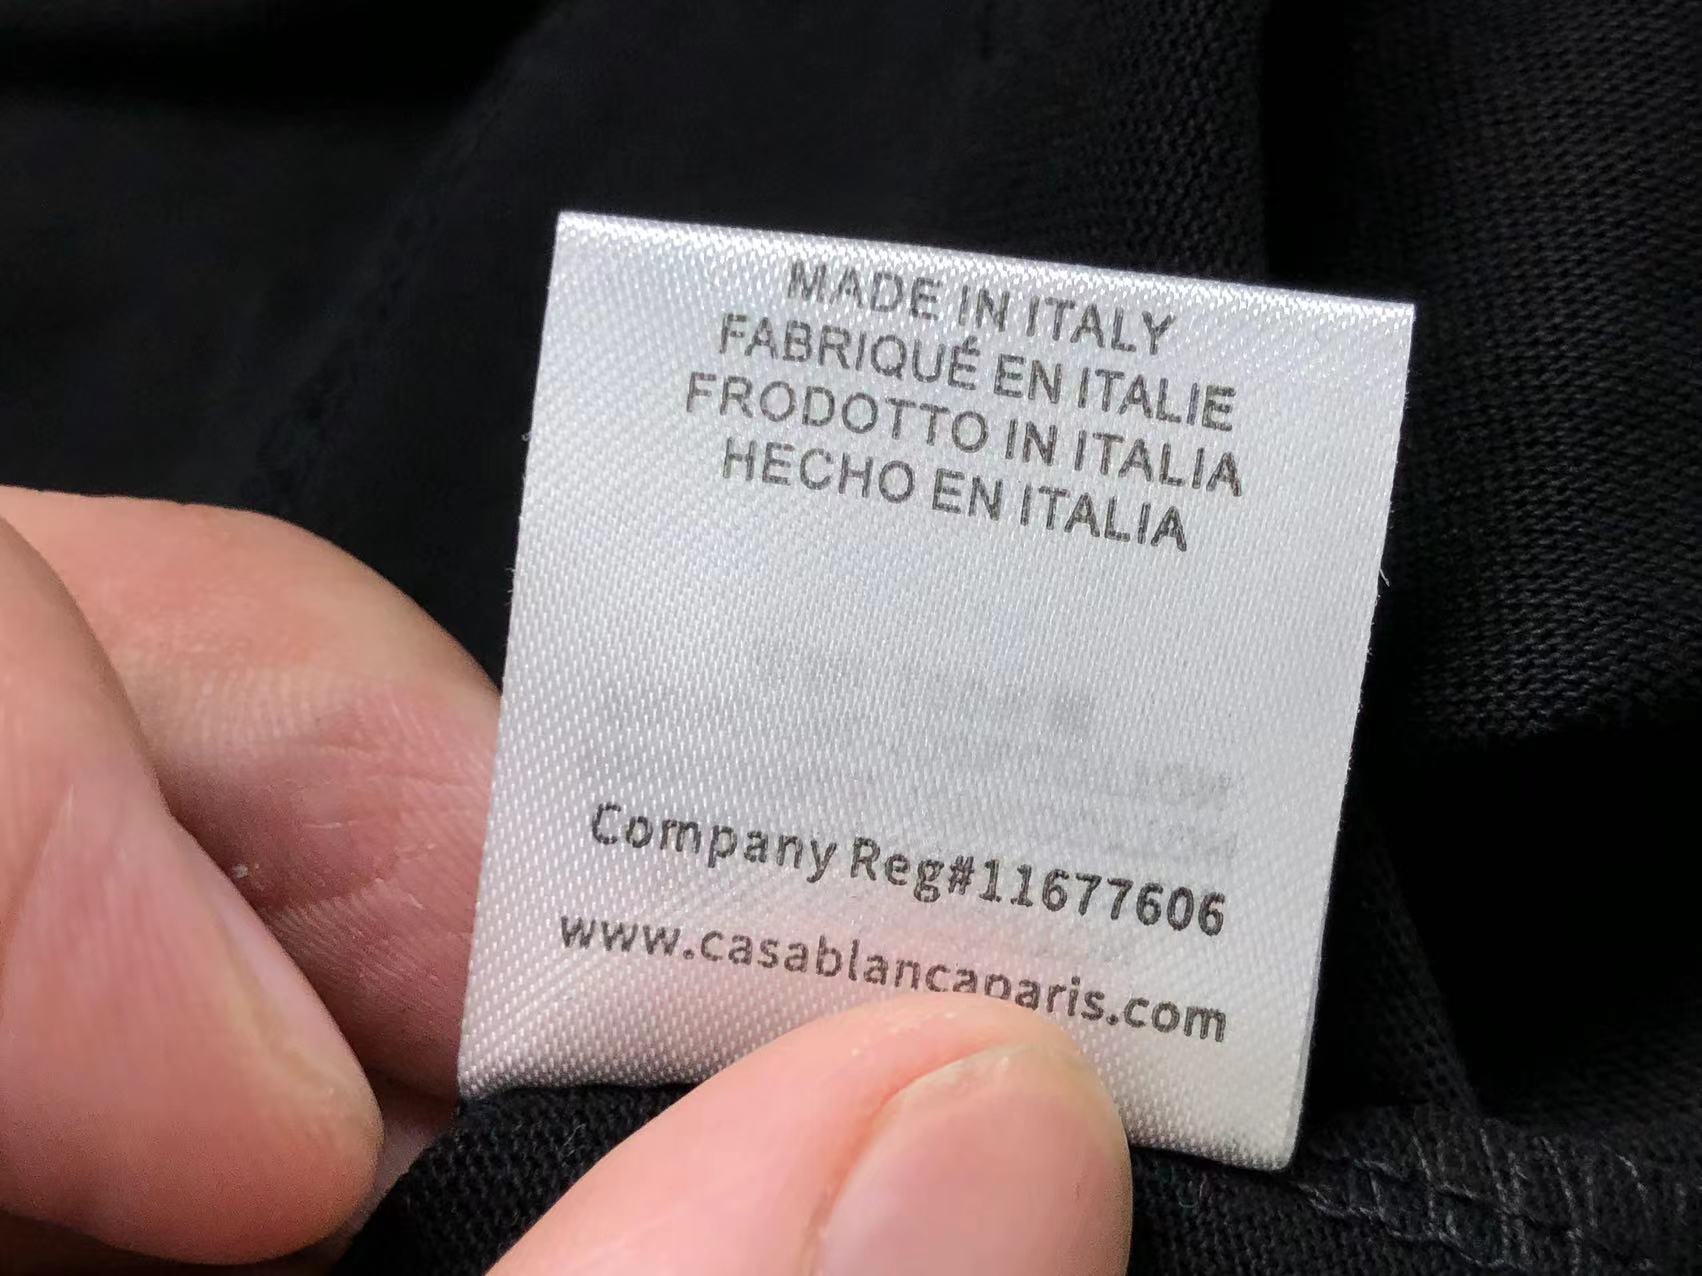 MADE IN ITALY
FABRIQUÉ EN ITALIE
FRODOTTO IN ITALIA
HECHO EN ITALIA
Company Reg#11677606
www.casablancaparis.com